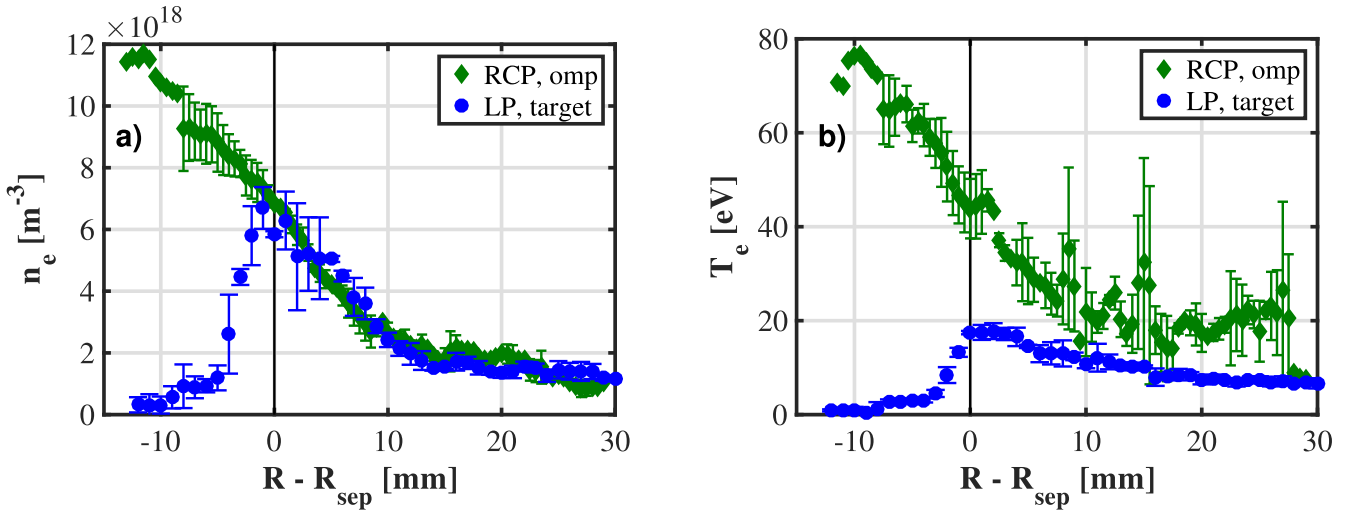 ×10^18
12
10
8
6
4
2
0
n_e [m^-3]
a)
RCP, omp
LP, target
-10 0 10 20 30
R - R_sep [mm]
80
60
40
20
0
T_e [eV]
b)
RCP, omp
LP, target
-10 0 10 20 30
R - R_sep [mm]